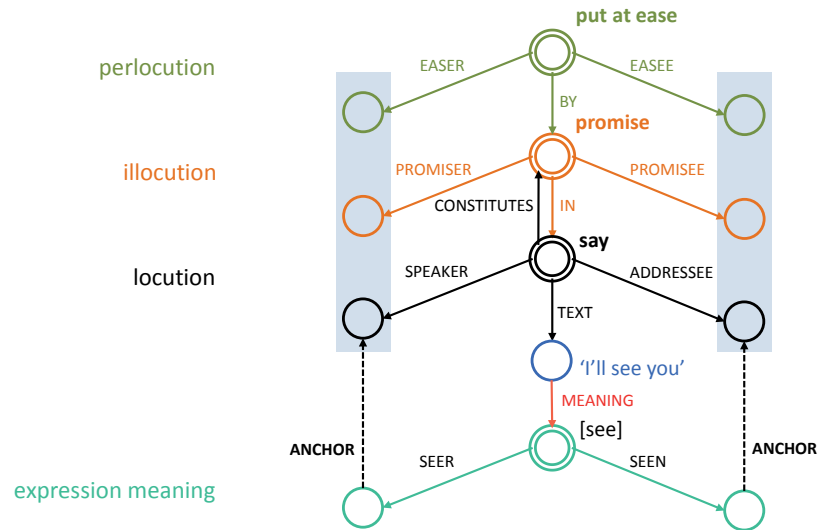 put at ease
perlocution
EASER
EASEE
BY
promise
illocution
PROMISER
PROMISEE
CONSTITUTES
IN
say
locution
SPEAKER
ADDRESSEE
TEXT
'I'll see you'
MEANING
[see]
ANCHOR
ANCHOR
SEER
SEEN
expression meaning